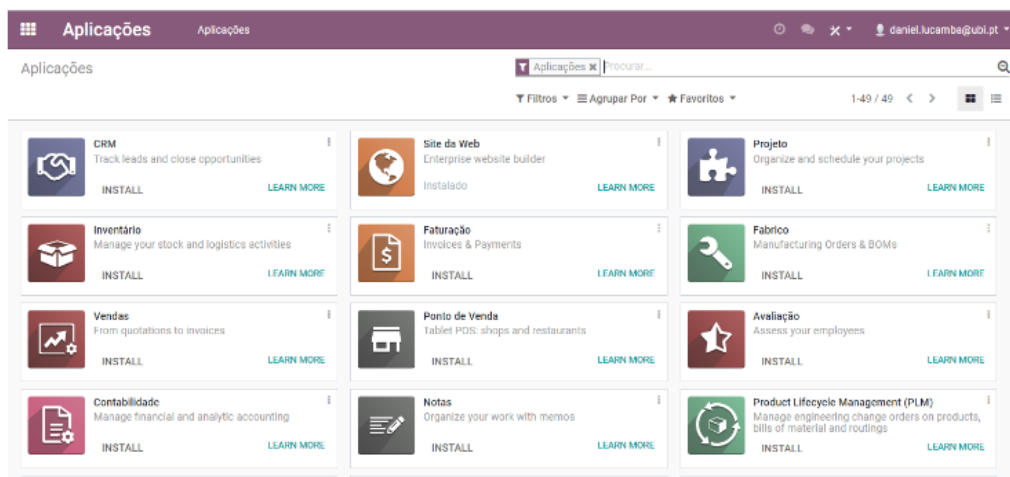 Aplicações Aplicações daniel.lucamba@ubi.pt
Aplicações Aplicações Procurar...
Filtros Agrupar Por Favoritos 1-49 / 49
CRM
Track leads and close opportunities
INSTALL LEARN MORE
Site da Web
Enterprise website builder
Instalado LEARN MORE
Projeto
Organize and schedule your projects
INSTALL LEARN MORE
Inventário
Manage your stock and logistics activities
INSTALL LEARN MORE
Faturação
Invoices & Payments
INSTALL LEARN MORE
Fabrico
Manufacturing Orders & BOMs
INSTALL LEARN MORE
Vendas
From quotations to invoices
INSTALL LEARN MORE
Ponto de Venda
Tablet POS: shops and restaurants
INSTALL LEARN MORE
Avaliação
Assess your employees
INSTALL LEARN MORE
Contabilidade
Manage financial and analytic accounting
INSTALL LEARN MORE
Notas
Organize your work with memos
INSTALL LEARN MORE
Product Lifecycle Management (PLM)
Manage engineering change orders on products,
bills of material and routings
INSTALL LEARN MORE